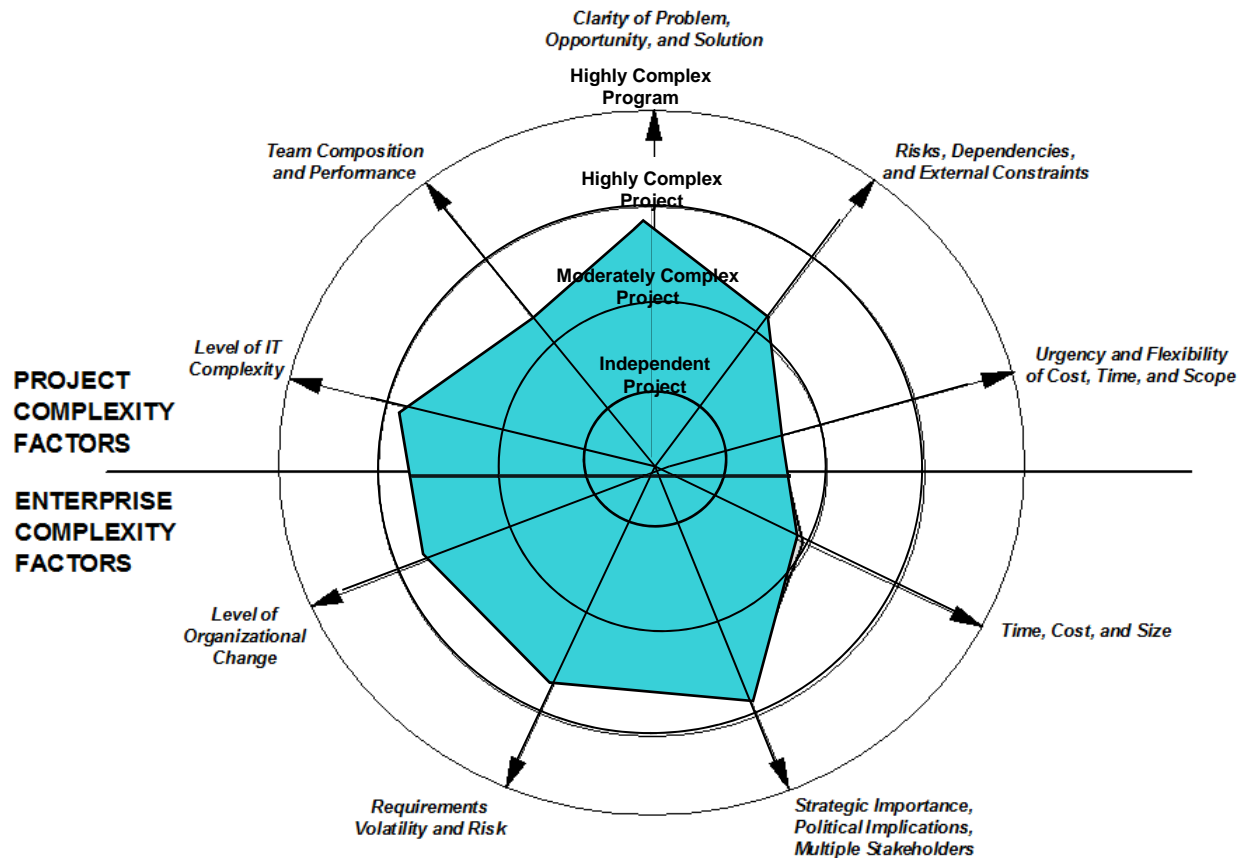 Clarity of Problem,
Opportunity, and Solution
Highly Complex
Program
Team Composition
and Performance
Risks, Dependencies,
and External Constraints
Highly Complex
Project
Moderately Complex
Project
Level of IT
Complexity
Urgency and Flexibility
of Cost, Time, and Scope
Independent
Project
PROJECT
COMPLEXITY
FACTORS
ENTERPRISE
COMPLEXITY
FACTORS
Level of
Organizational
Change
Time, Cost, and Size
Requirements
Volatility and Risk
Strategic Importance,
Political Implications,
Multiple Stakeholders